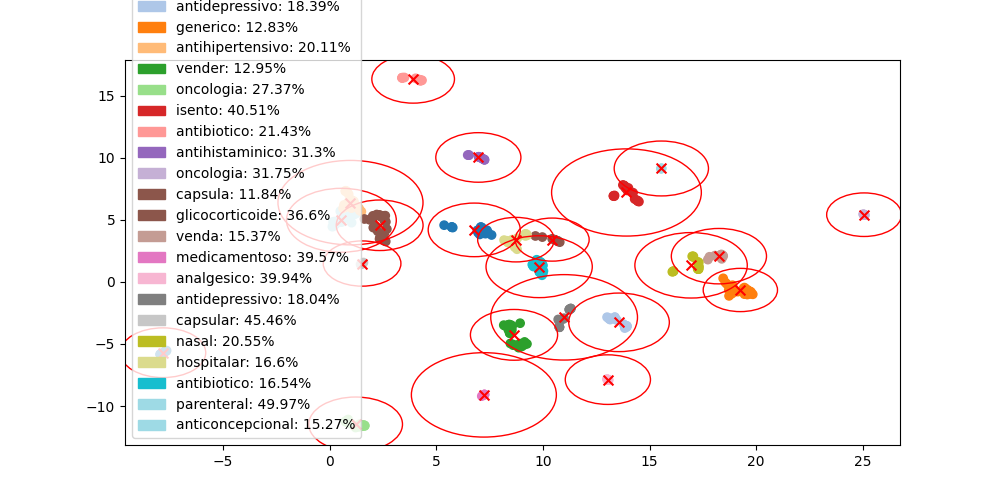 antidepressivo: 18.39%
generico: 12.83%
antihipertensivo: 20.11%
vender: 12.95%
oncologia: 27.37%
isento: 40.51%
antibiotico: 21.43%
antihistaminico: 31.3%
oncologia: 31.75%
capsula: 11.84%
glicocorticoide: 36.6%
venda: 15.37%
medicamentoso: 39.57%
analgesico: 39.94%
antidepressivo: 18.04%
capsular: 45.46%
nasal: 20.55%
hospitalar: 16.6%
antibiotico: 16.54%
parenteral: 49.97%
anticoncepcional: 15.27%
15
10
5
0
−5
−10
−5 0 5 10 15 20 25